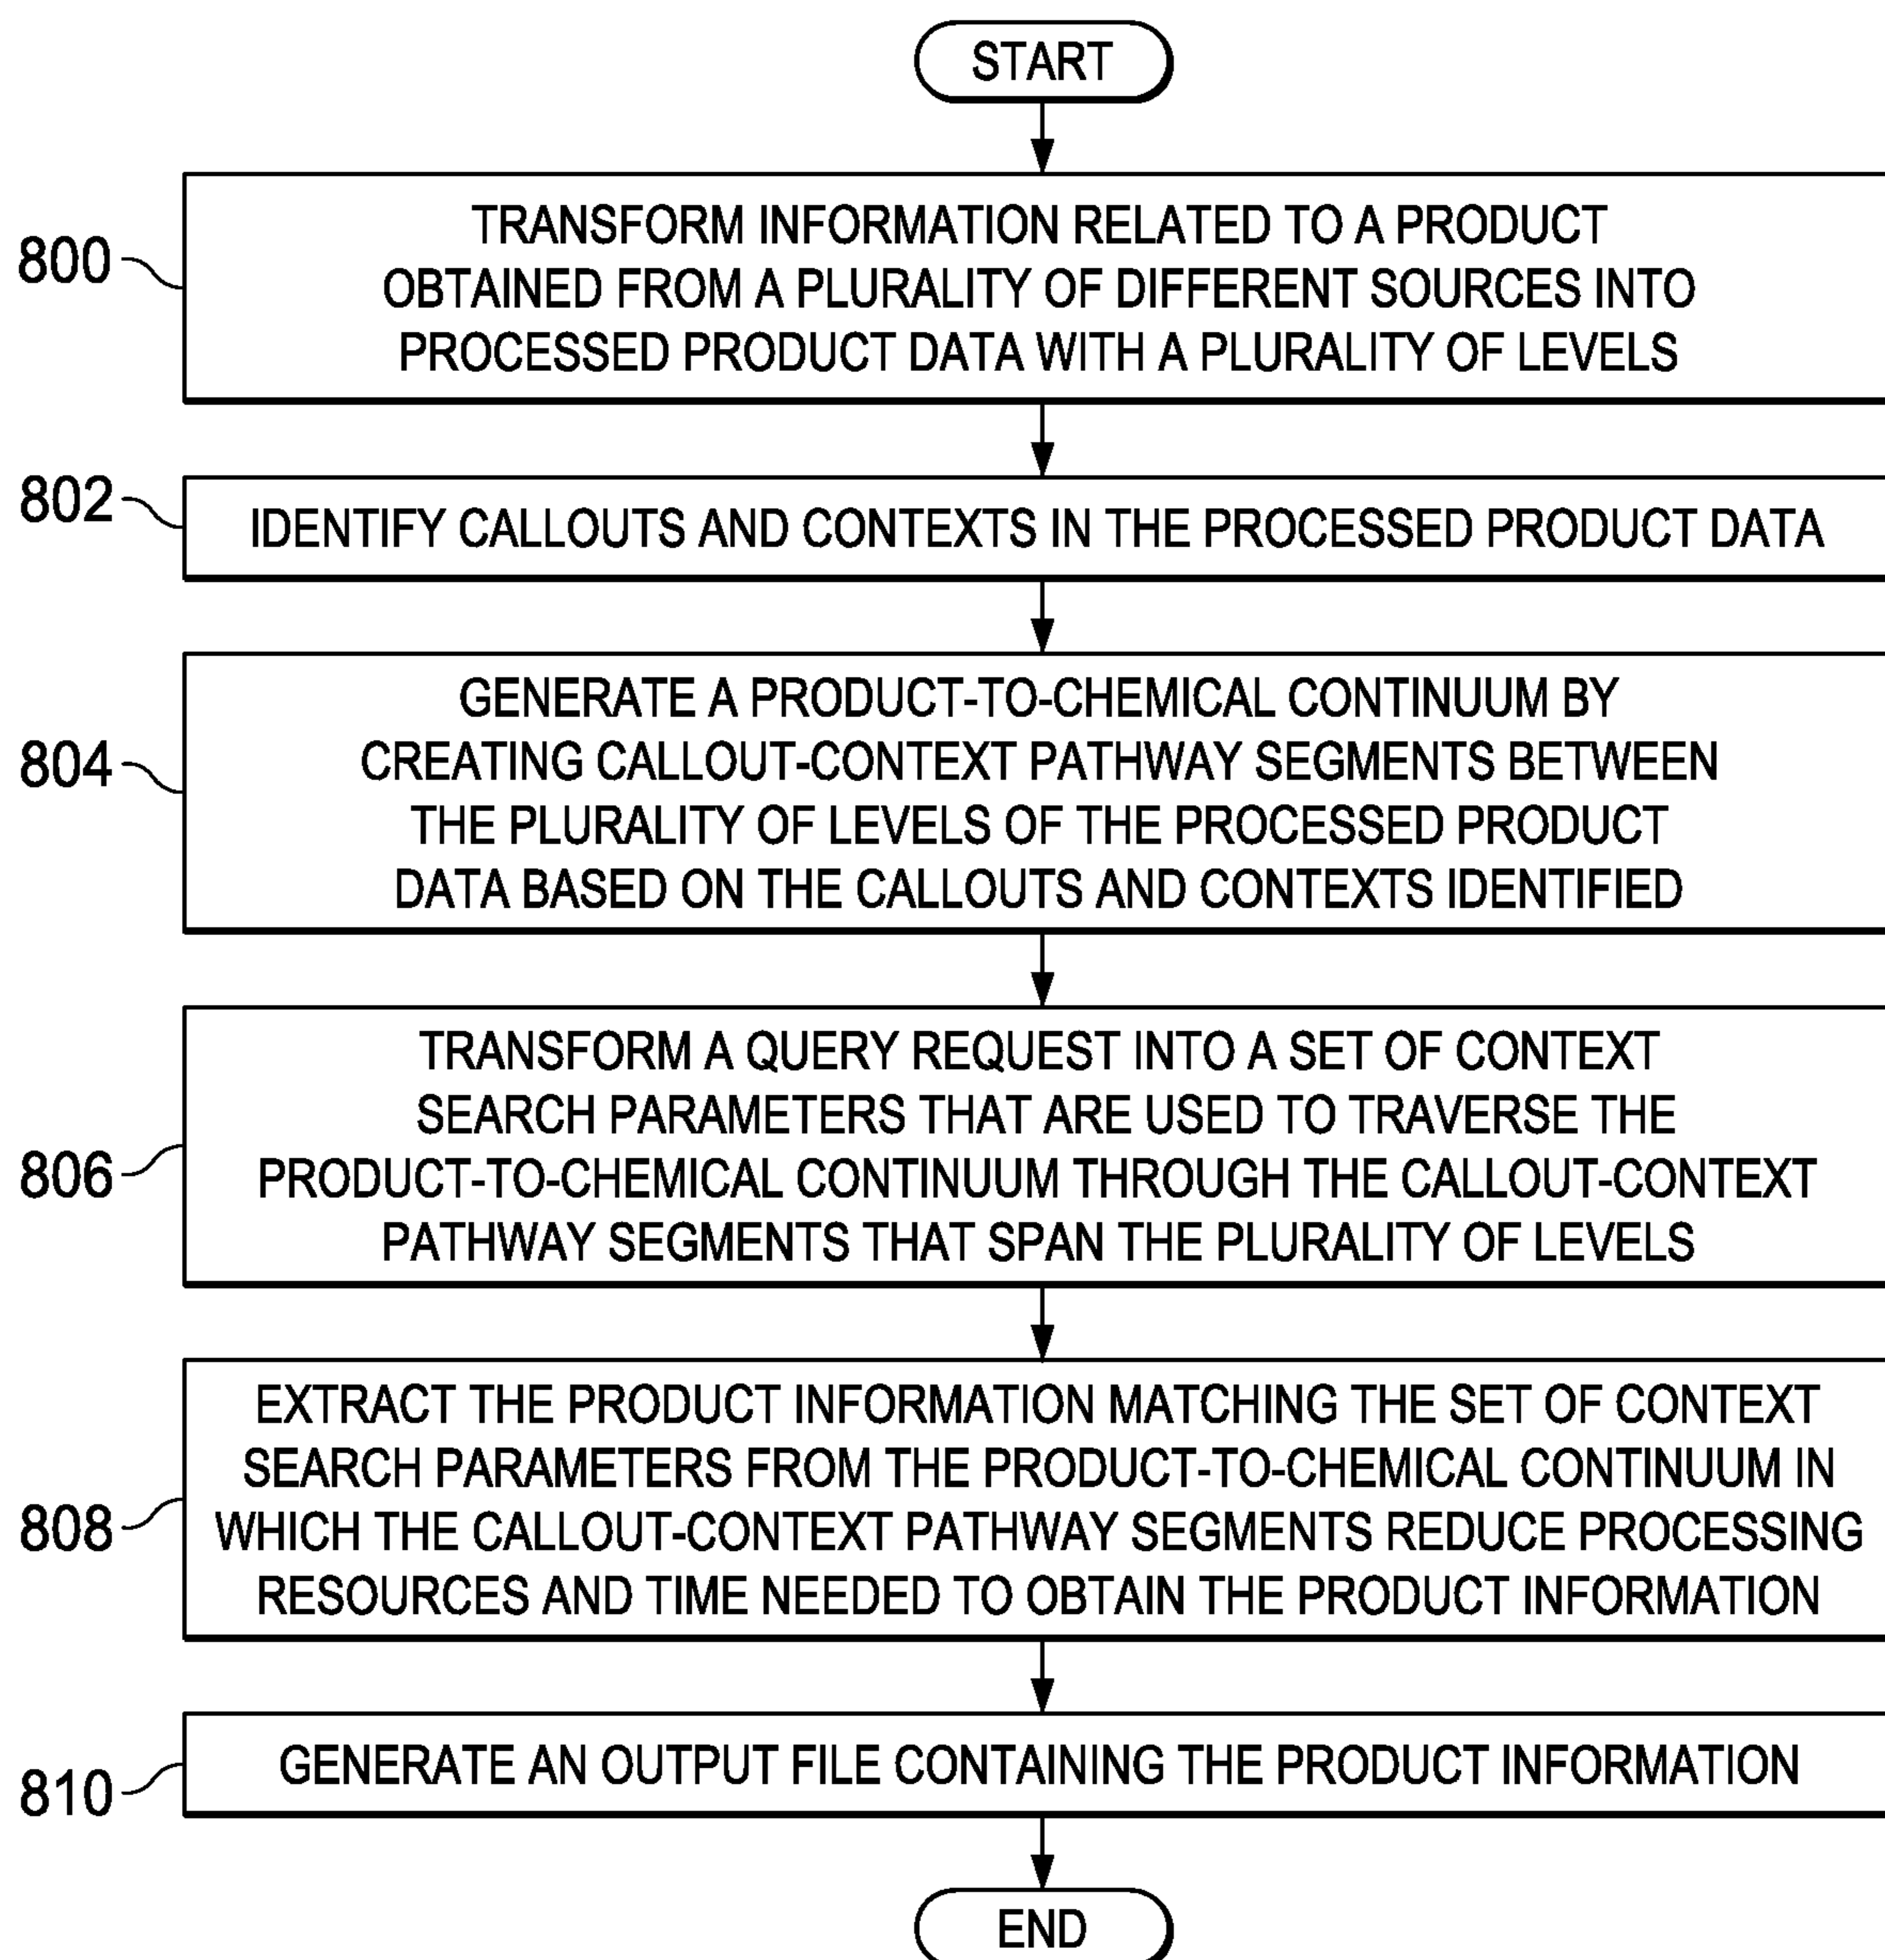 START
800
TRANSFORM INFORMATION RELATED TO A PRODUCT
OBTAINED FROM A PLURALITY OF DIFFERENT SOURCES INTO
PROCESSED PRODUCT DATA WITH A PLURALITY OF LEVELS
802
IDENTIFY CALLOUTS AND CONTEXTS IN THE PROCESSED PRODUCT DATA
804
GENERATE A PRODUCT-TO-CHEMICAL CONTINUUM BY
CREATING CALLOUT-CONTEXT PATHWAY SEGMENTS BETWEEN
THE PLURALITY OF LEVELS OF THE PROCESSED PRODUCT
DATA BASED ON THE CALLOUTS AND CONTEXTS IDENTIFIED
806
TRANSFORM A QUERY REQUEST INTO A SET OF CONTEXT
SEARCH PARAMETERS THAT ARE USED TO TRAVERSE THE
PRODUCT-TO-CHEMICAL CONTINUUM THROUGH THE CALLOUT-CONTEXT
PATHWAY SEGMENTS THAT SPAN THE PLURALITY OF LEVELS
808
EXTRACT THE PRODUCT INFORMATION MATCHING THE SET OF CONTEXT
SEARCH PARAMETERS FROM THE PRODUCT-TO-CHEMICAL CONTINUUM IN
WHICH THE CALLOUT-CONTEXT PATHWAY SEGMENTS REDUCE PROCESSING
RESOURCES AND TIME NEEDED TO OBTAIN THE PRODUCT INFORMATION
810
GENERATE AN OUTPUT FILE CONTAINING THE PRODUCT INFORMATION
END